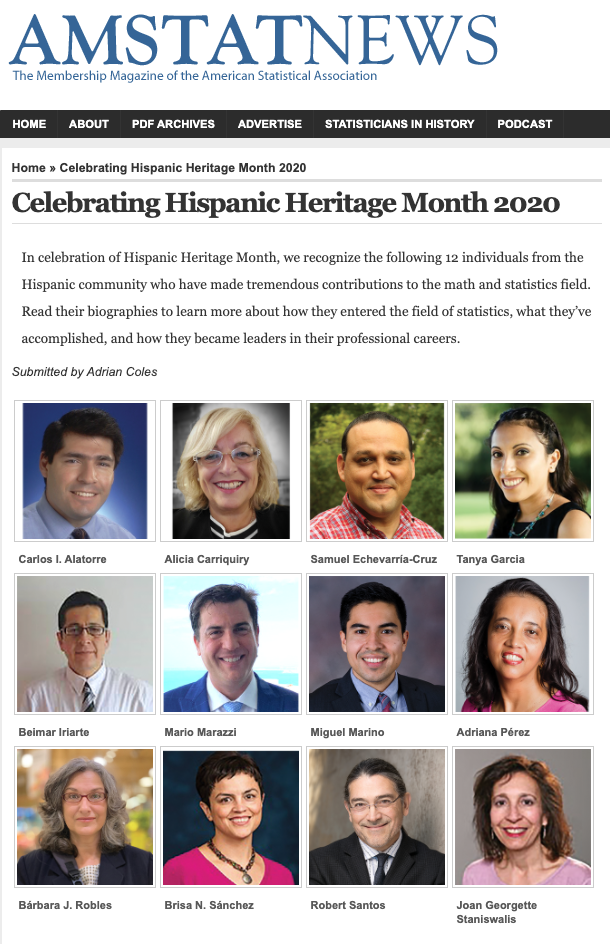 AMSTATNEWS
The Membership Magazine of the American Statistical Association
HOME ABOUT PDF ARCHIVES ADVERTISE STATISTICIANS IN HISTORY PODCAST
Home » Celebrating Hispanic Heritage Month 2020
Celebrating Hispanic Heritage Month 2020
In celebration of Hispanic Heritage Month, we recognize the following 12 individuals from the
Hispanic community who have made tremendous contributions to the math and statistics field.
Read their biographies to learn more about how they entered the field of statistics, what they’ve
accomplished, and how they became leaders in their professional careers.
Submitted by Adrian Coles
Carlos I. Alatorre
Alicia Carriquiry
Samuel Echevarría-Cruz
Tanya Garcia
Beimar Iriarte
Mario Marazzi
Miguel Marino
Adriana Pérez
Bárbara J. Robles
Brisa N. Sánchez
Robert Santos
Joan Georgette
Staniswalis